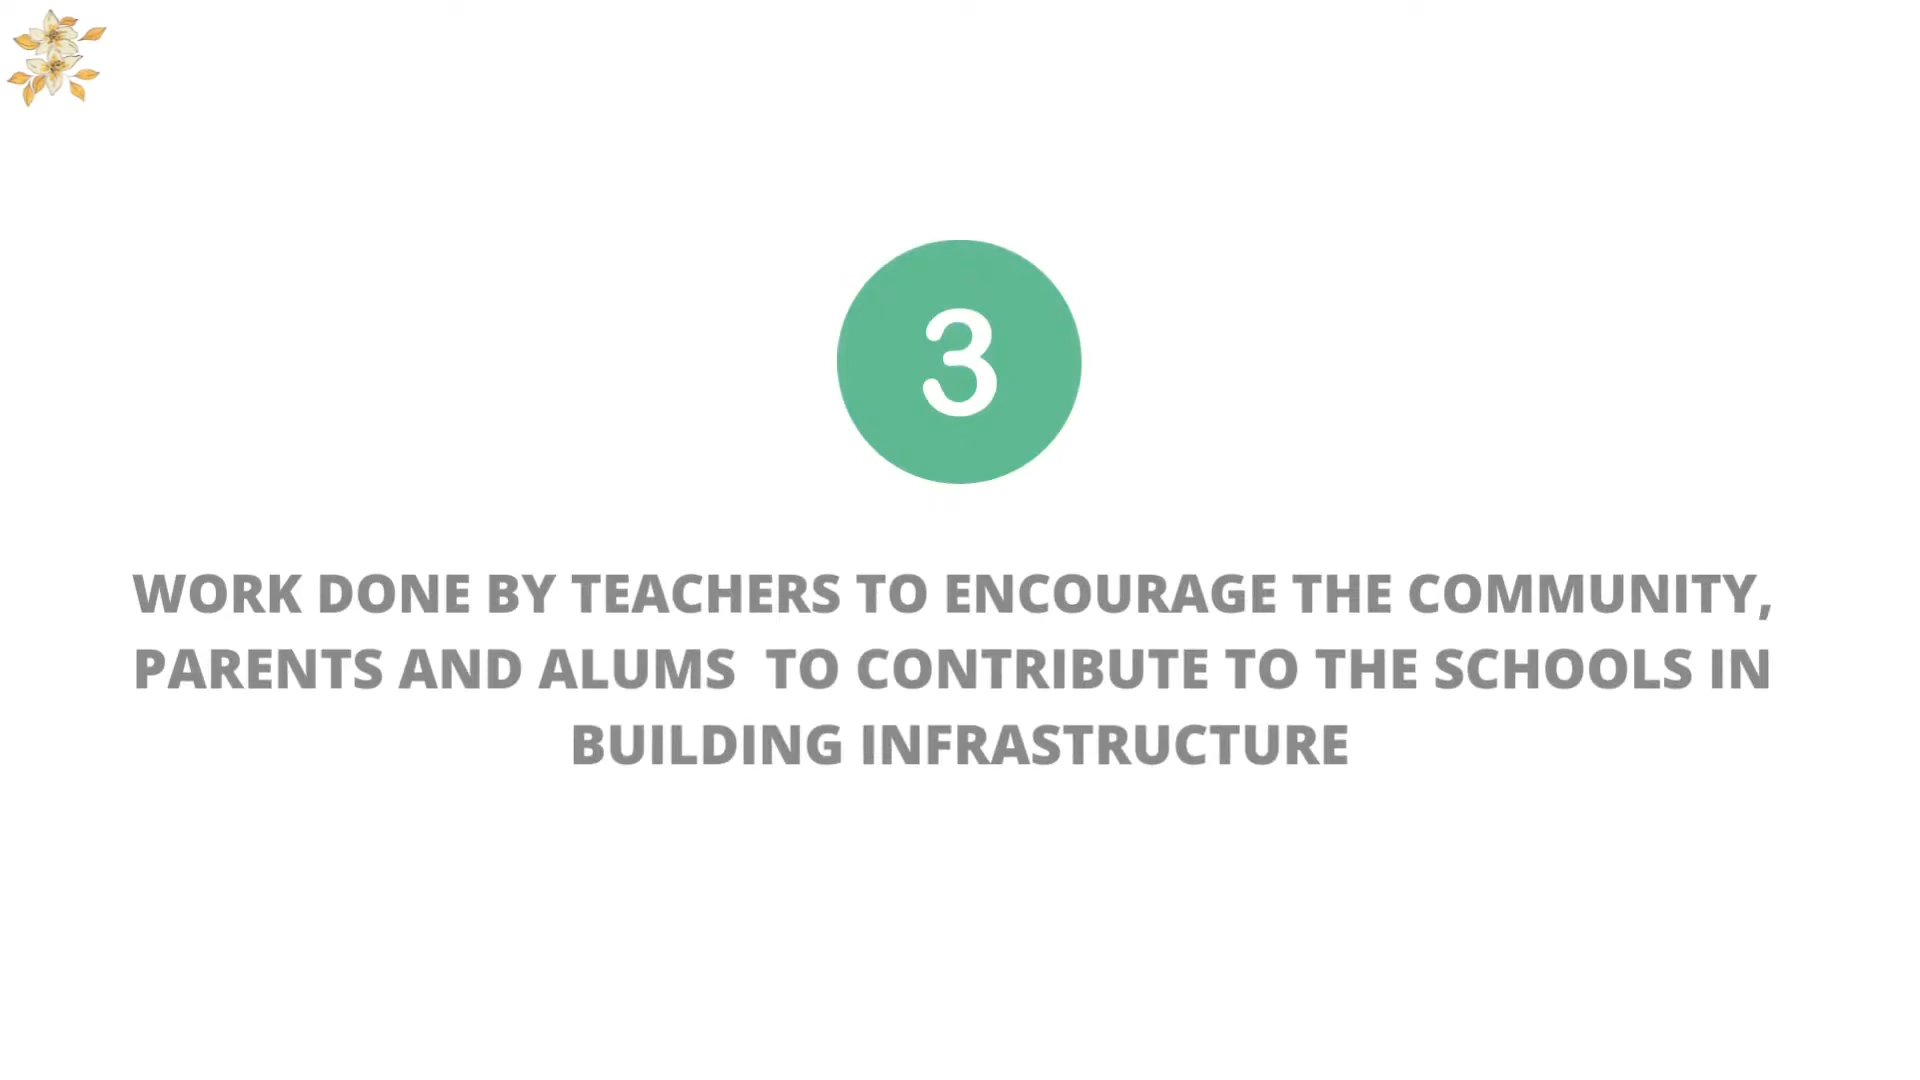 3
WORK DONE BY TEACHERS TO ENCOURAGE THE COMMUNITY,
PARENTS AND ALUMS  TO CONTRIBUTE TO THE SCHOOLS IN
BUILDING INFRASTRUCTURE